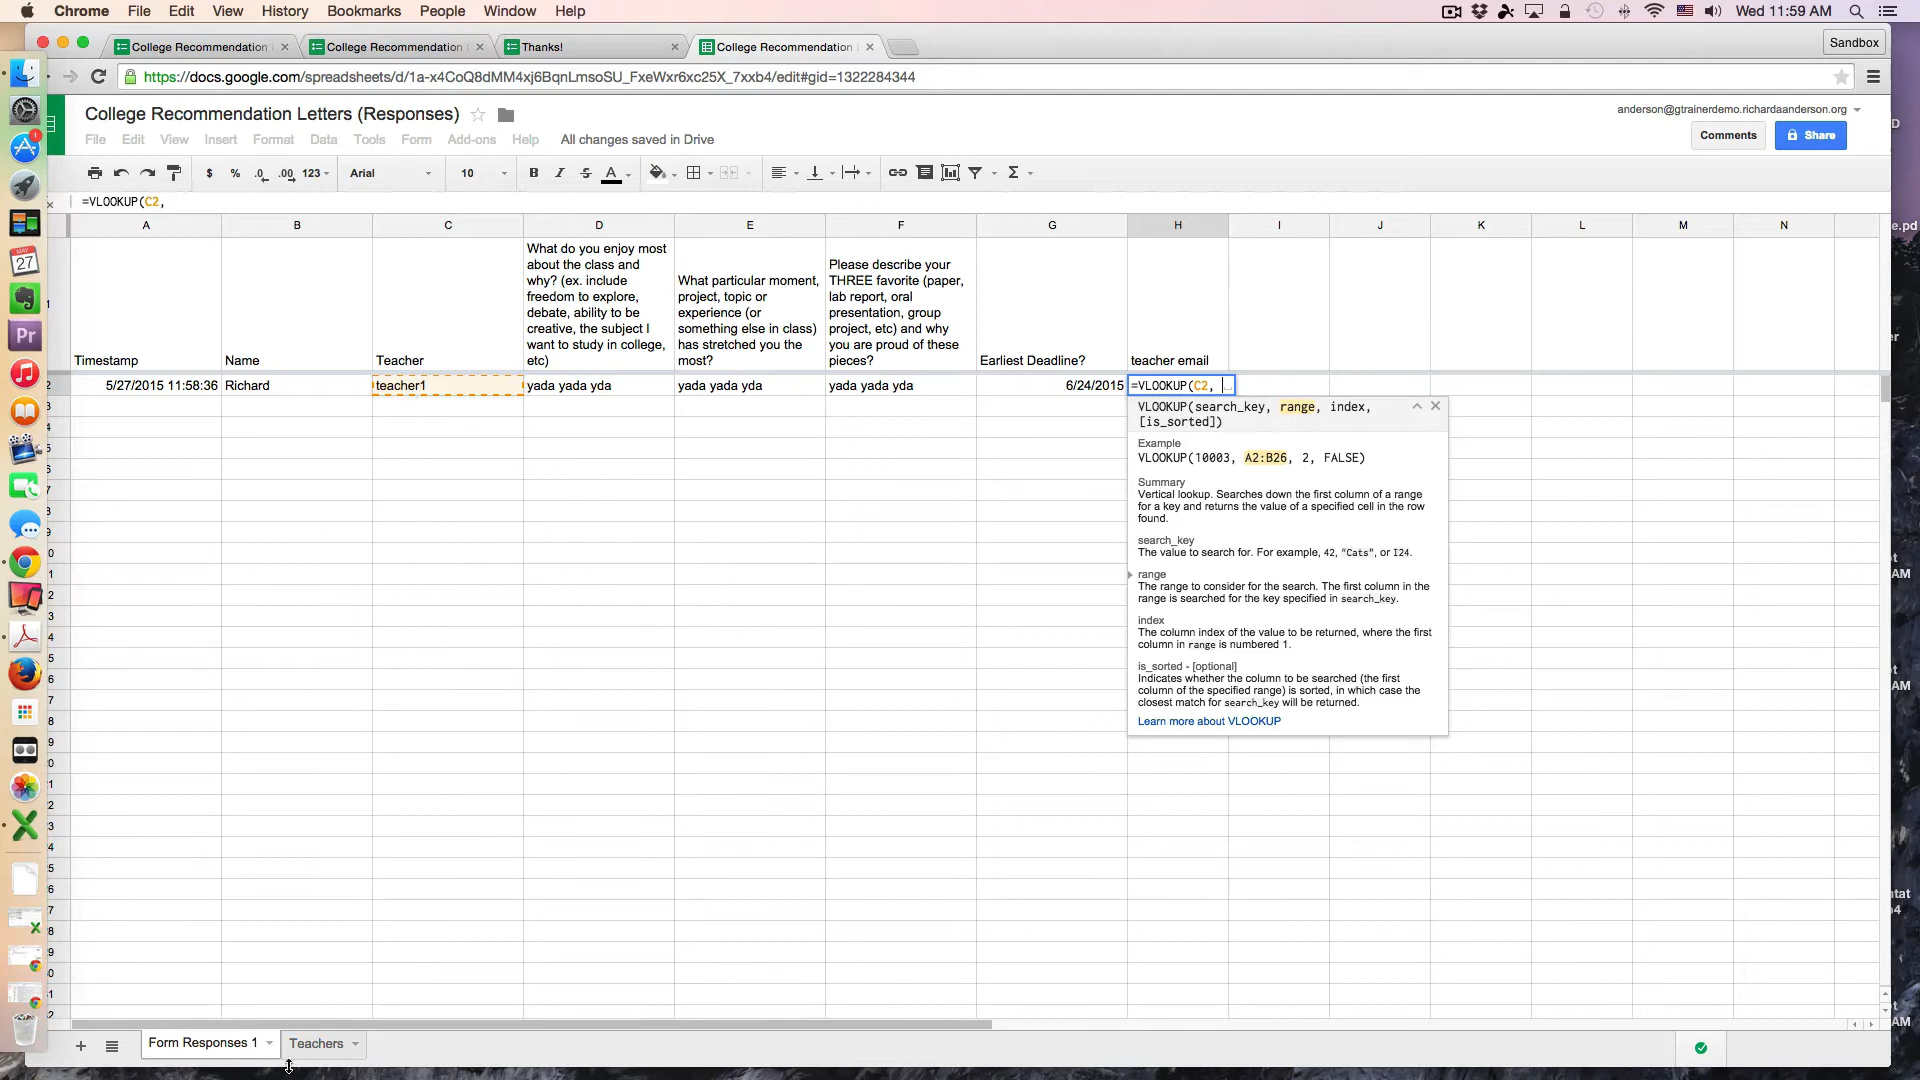 Chrome File Edit View History Bookmarks People Window Help Wed 11:59 AM
College Recommendation College Recommendation Thanks! College Recommendation Sandbox
https://docs.google.com/spreadsheets/d/1a-x4CoQ8dMM4xj6BqnLmsoSU_FxeWxr6xc25X_7xxb4/edit#gid=1322284344
College Recommendation Letters (Responses) anderson@gtrainerdemo.richardaanderson.org
File Edit View Insert Format Data Tools Form Add-ons Help All changes saved in Drive Comments Share
$ % .0 .00 123 Arial 10 B I S A Σ
=VLOOKUP(C2,
A B C D E F G H I J K L M N
Timestamp
Name
Teacher
What do you enjoy most
about the class and
why? (ex. include
freedom to explore,
debate, ability to be
creative, the subject I
want to study in college,
etc)
What particular moment,
project, topic or
experience (or
something else in class)
has stretched you the
most?
Please describe your
THREE favorite (paper,
lab report, oral
presentation, group
project, etc) and why
you are proud of these
pieces?
Earliest Deadline?
teacher email
5/27/2015 11:58:36 Richard teacher1 yada yada yda yada yada yda yada yada yda 6/24/2015 =VLOOKUP(C2,
VLOOKUP(search_key, range, index,
[is_sorted])
Example
VLOOKUP(10003, A2:B26, 2, FALSE)
Summary
Vertical lookup. Searches down the first column of a range
for a key and returns the value of a specified cell in the row
found.
search_key
The value to search for. For example, 42, "Cats", or I24.
range
The range to consider for the search. The first column in the
range is searched for the key specified in search_key.
index
The column index of the value to be returned, where the first
column in range is numbered 1.
is_sorted - [optional]
Indicates whether the column to be searched (the first
column of the specified range) is sorted, in which case the
closest match for search_key will be returned.
Learn more about VLOOKUP
MAY
27
Pr
Form Responses 1 Teachers